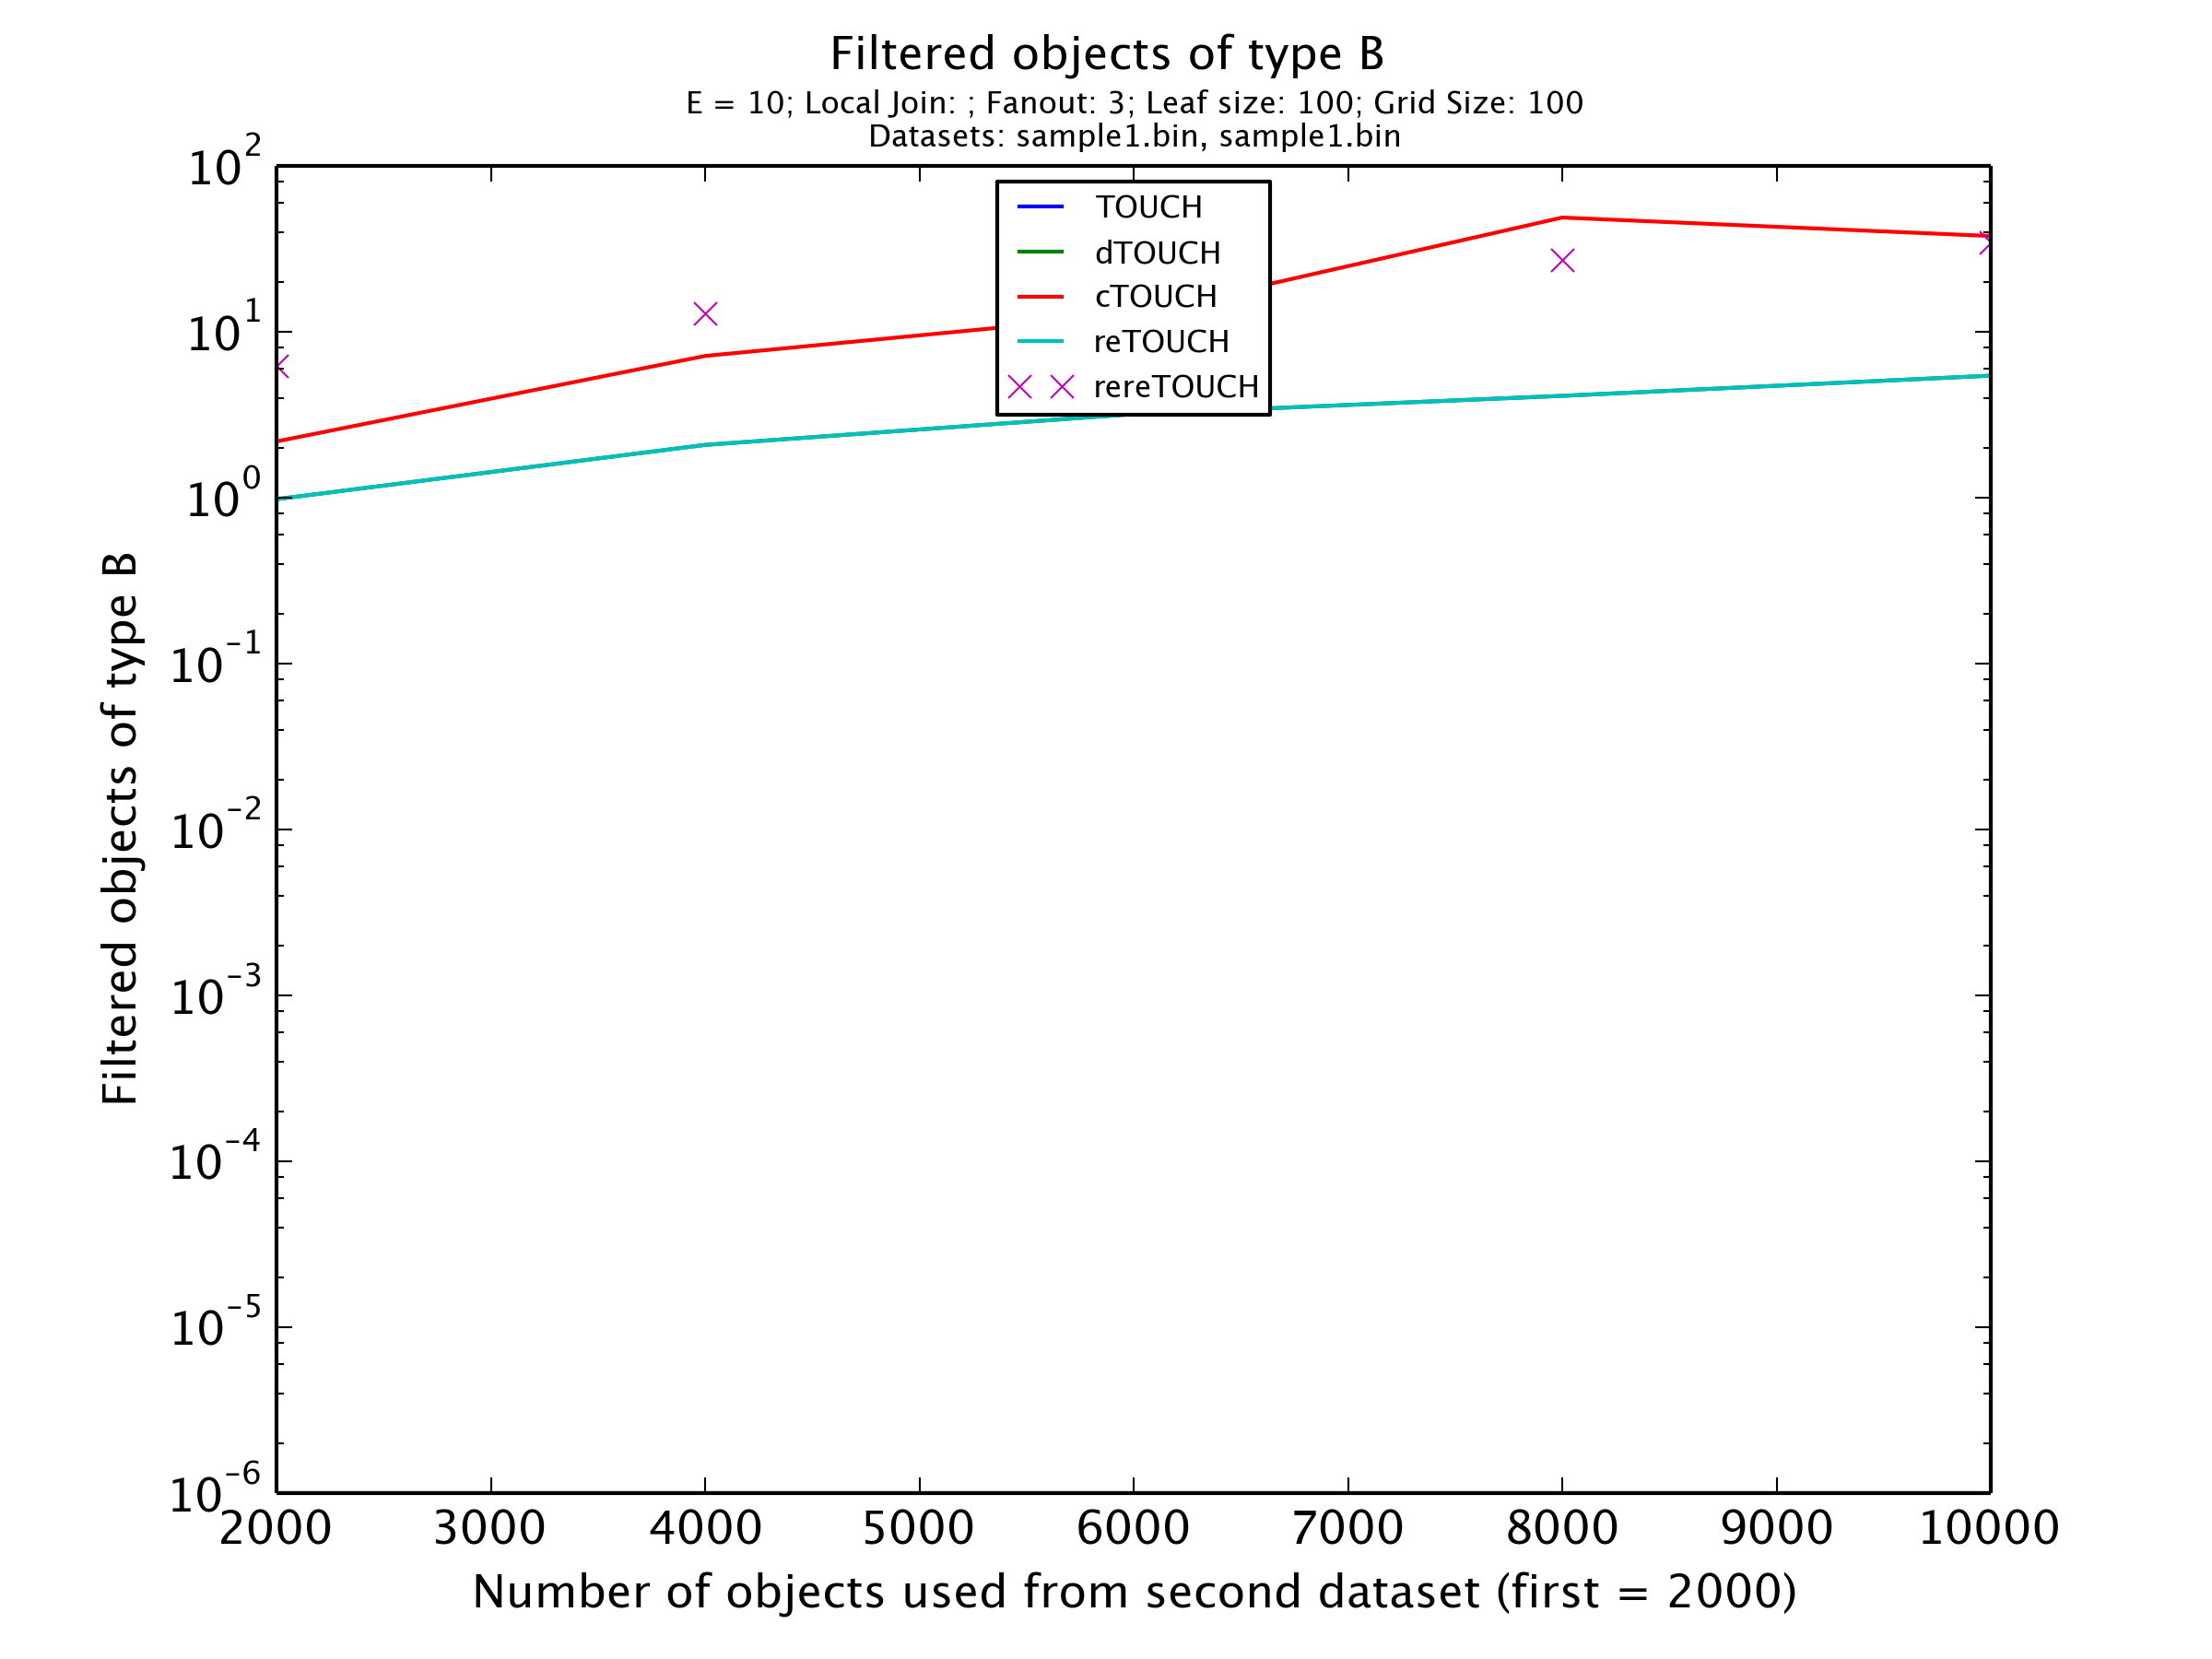 Filtered objects of type B
E = 10; Local Join: ; Fanout: 3; Leaf size: 100; Grid Size: 100
Datasets: sample1.bin, sample1.bin
TOUCH
dTOUCH
cTOUCH
reTOUCH
rereTOUCH
Filtered objects of type B
10^2
10^1
10^0
10^-1
10^-2
10^-3
10^-4
10^-5
10^-6
2000 3000 4000 5000 6000 7000 8000 9000 10000
Number of objects used from second dataset (first = 2000)